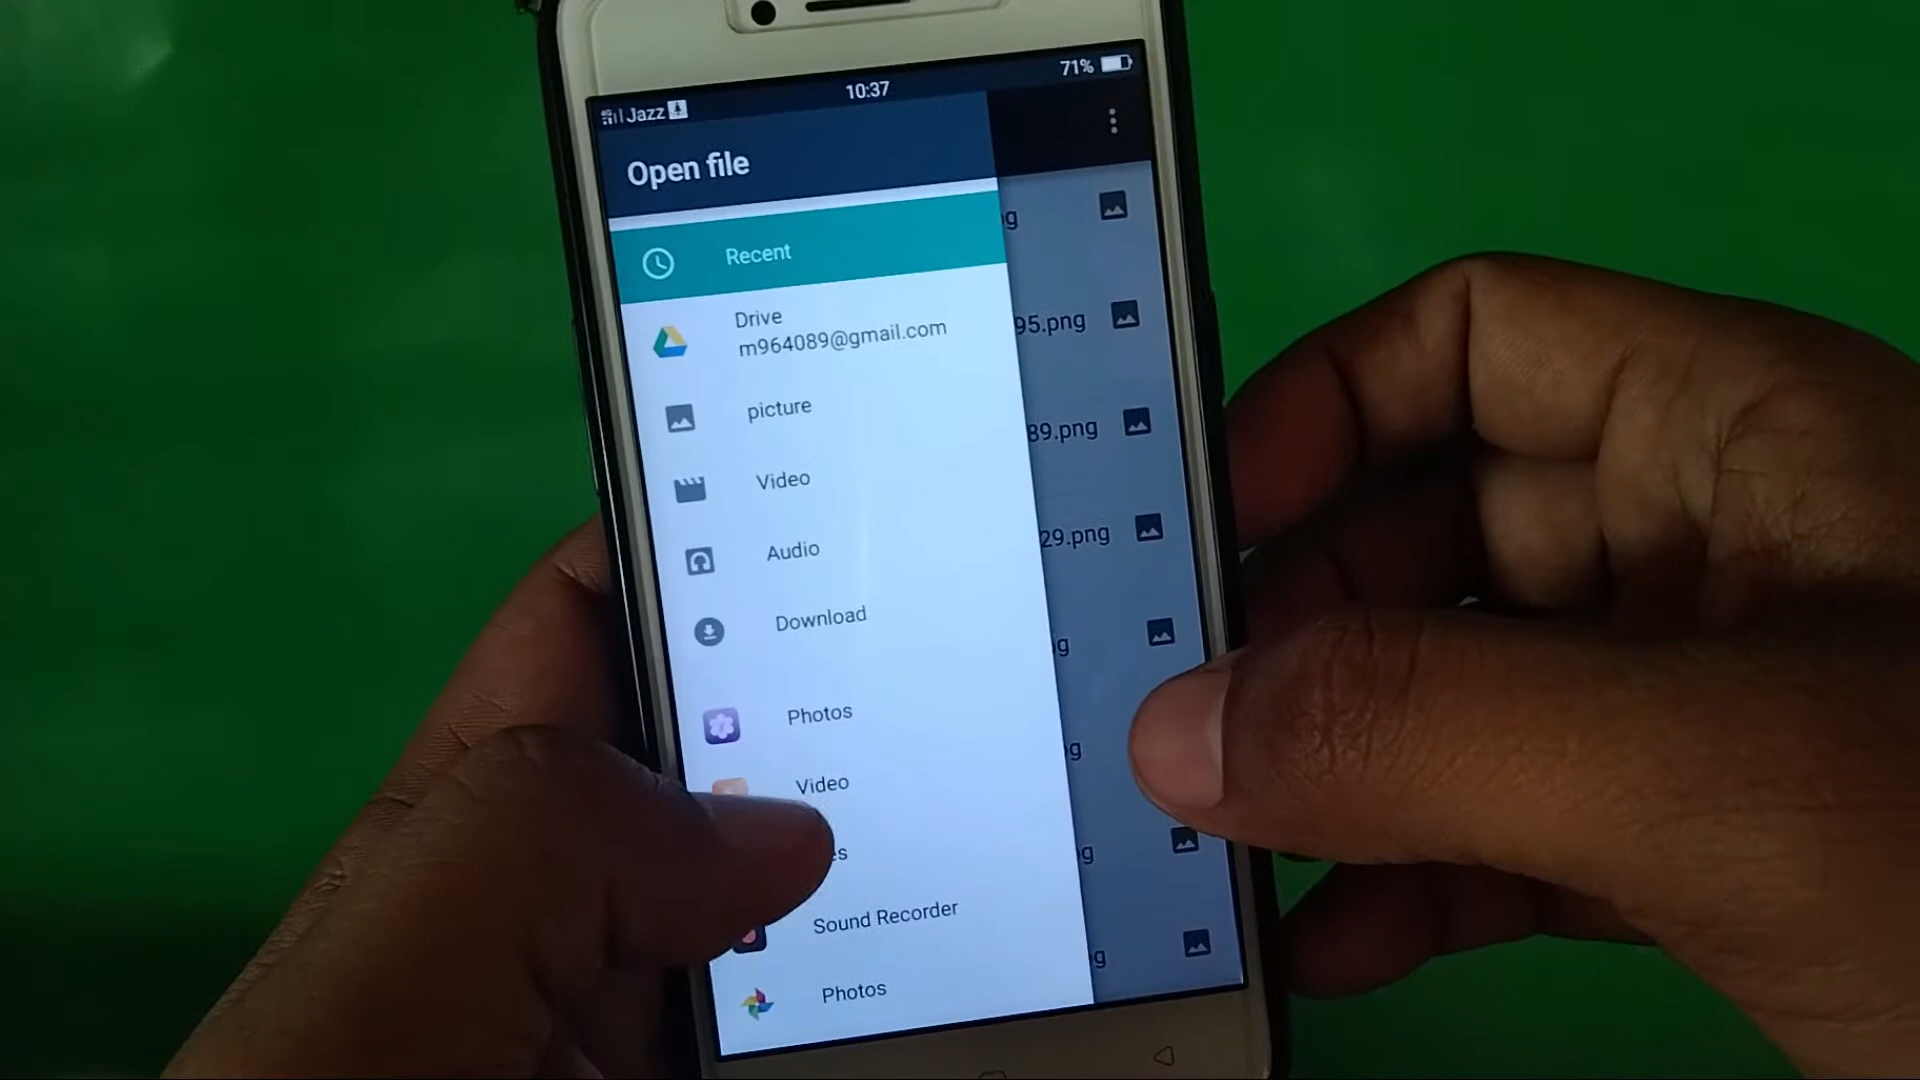 Jazz
10:37
71%
Open file
Recent
Drive
m964089@gmail.com
picture
Video
Audio
Download
Photos
Video
Sound Recorder
Photos
g
95.png
89.png
29.png
g
g
g
g